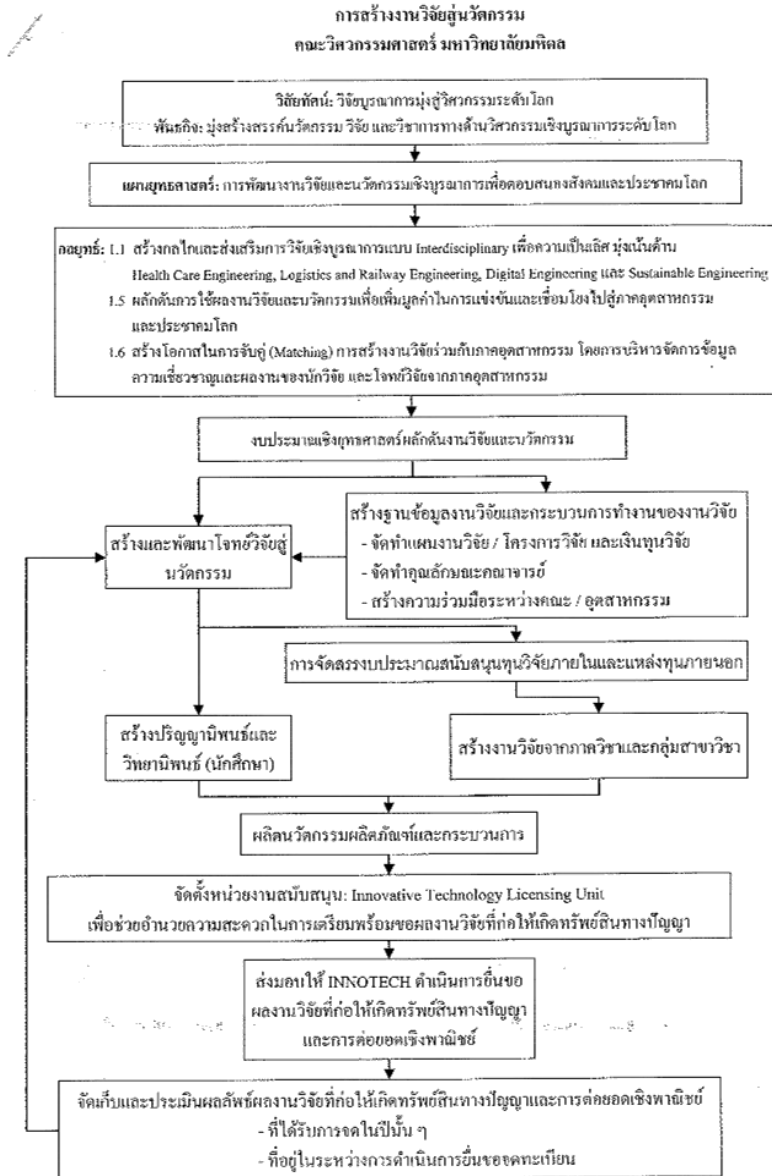 การสร้างงานวิจัยสู่นวัตกรรม
คณะวิศวกรรมศาสตร์ มหาวิทยาลัยมหิดล
วิสัยทัศน์: วิจัยบูรณาการมุ่งสู่วิศวกรรมระดับโลก
พันธกิจ: มุ่งสร้างสรรค์นวัตกรรม วิจัย และวิชาการทางด้านวิศวกรรมเชิงบูรณาการระดับโลก
แผนยุทธศาสตร์: การพัฒนางานวิจัยและนวัตกรรมเชิงบูรณาการเพื่อตอบสนองสังคมและประชาคมโลก
กลยุทธ์: 1.1 สร้างกลไกและส่งเสริมการวิจัยเชิงบูรณาการแบบ Interdisciplinary เพื่อความเป็นเลิศ มุ่งเน้นด้าน
Health Care Engineering, Logistics and Railway Engineering, Digital Engineering และ Sustainable Engineering
1.5 ผลักดันการใช้ผลงานวิจัยและนวัตกรรมเพื่อเพิ่มมูลค่าในการแข่งขันและเชื่อมโยงไปสู่ภาคอุตสาหกรรม
และประชาคมโลก
1.6 สร้างโอกาสในการจับคู่ (Matching) การสร้างงานวิจัยร่วมกับภาคอุตสาหกรรม โดยการบริหารจัดการข้อมูล
ความเชี่ยวชาญและผลงานของนักวิจัย และโจทย์วิจัยจากภาคอุตสาหกรรม
งบประมาณเชิงยุทธศาสตร์ผลักดันงานวิจัยและนวัตกรรม
สร้างและพัฒนาโจทย์วิจัยสู่
นวัตกรรม
สร้างฐานข้อมูลงานวิจัยและกระบวนการทำงานของงานวิจัย
- จัดทำแผนงานวิจัย / โครงการวิจัย และเงินทุนวิจัย
- จัดทำคุณลักษณะคณาจารย์
- สร้างความร่วมมือระหว่างคณะ / อุตสาหกรรม
การจัดสรรงบประมาณสนับสนุนทุนวิจัยภายในและแหล่งทุนภายนอก
สร้างปริญญานิพนธ์และ
วิทยานิพนธ์ (นักศึกษา)
สร้างงานวิจัยจากภาควิชาและกลุ่มสาขาวิชา
ผลิตนวัตกรรมผลิตภัณฑ์และกระบวนการ
จัดตั้งหน่วยงานสนับสนุน: Innovative Technology Licensing Unit
เพื่อช่วยอำนวยความสะดวกในการเตรียมพร้อมขอผลงานวิจัยที่ก่อให้เกิดทรัพย์สินทางปัญญา
ส่งมอบให้ INNOTECH ดำเนินการยื่นขอ
ผลงานวิจัยที่ก่อให้เกิดทรัพย์สินทางปัญญา
และการต่อยอดเชิงพาณิชย์
จัดเก็บและประเมินผลลัพธ์ผลงานวิจัยที่ก่อให้เกิดทรัพย์สินทางปัญญาและการต่อยอดเชิงพาณิชย์
- ที่ได้รับการจดในปีนั้น ๆ
- ที่อยู่ในระหว่างการดำเนินการยื่นขอจดทะเบียน